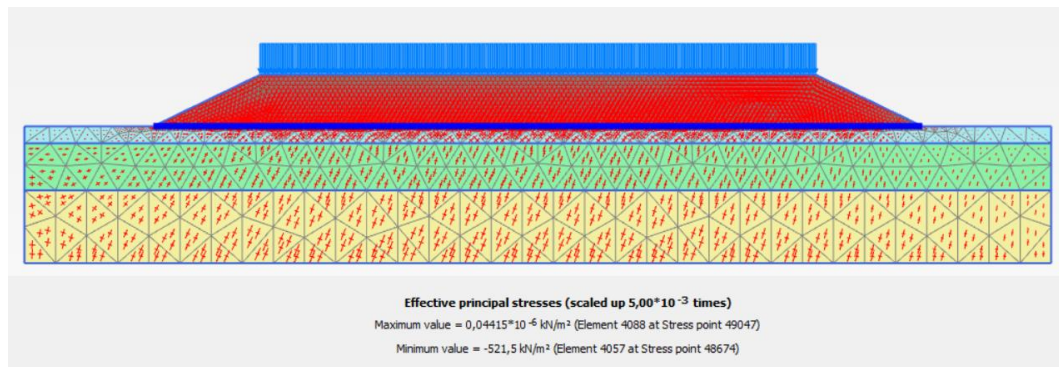 Effective principal stresses (scaled up 5,00*10 -3 times)
Maximum value = 0,04415*10 -6 kN/m² (Element 4088 at Stress point 49047)
Minimum value = -521,5 kN/m² (Element 4057 at Stress point 48674)